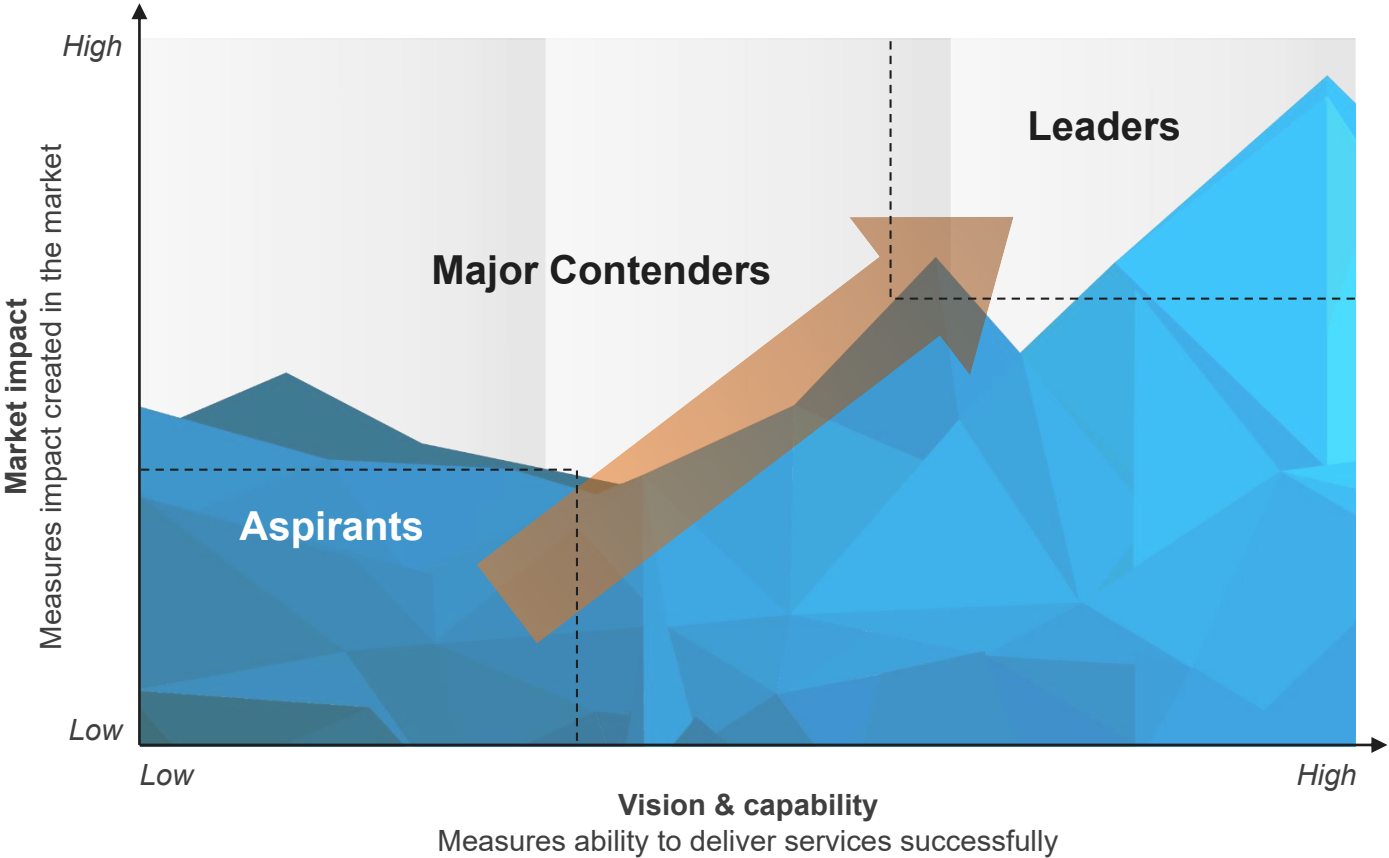 High
Leaders
Major Contenders
Market impact
Measures impact created in the market
Aspirants
Low
Low
High
Vision & capability
Measures ability to deliver services successfully